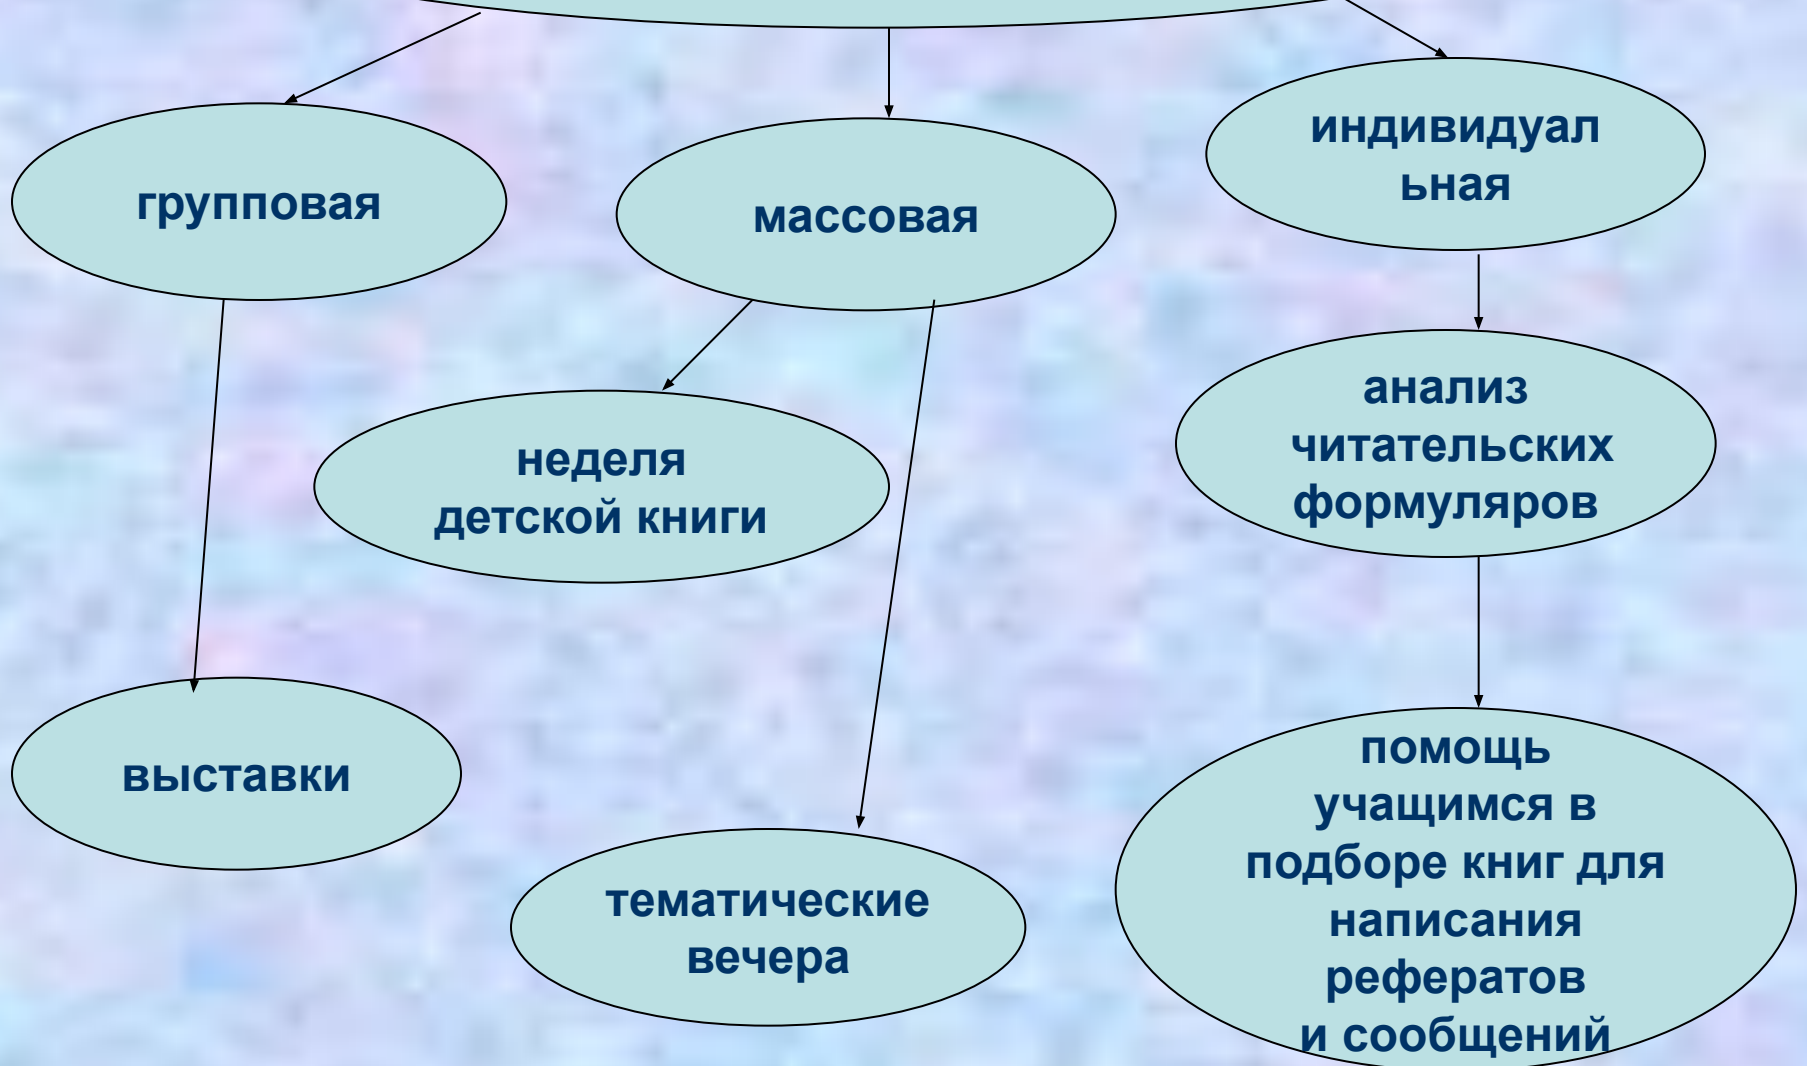 групповая
массовая
индивидуал
ьная
неделя
детской книги
анализ
читательских
формуляров
выставки
тематические
вечера
помощь
учащимся в
подборе книг для
написания
рефератов
и сообщений